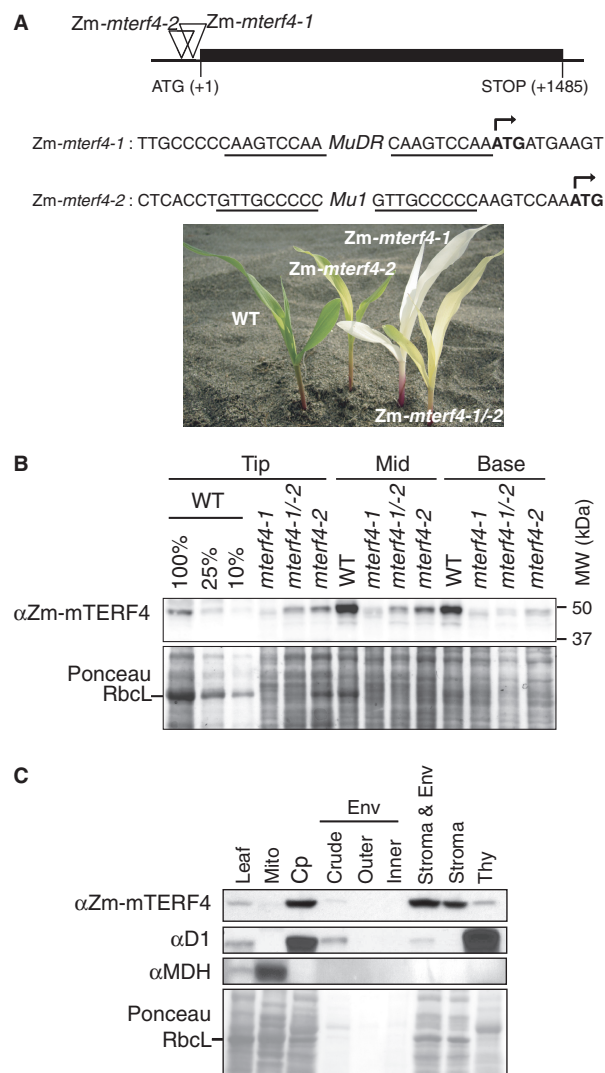 A
Zm-mterf4-2 Zm-mterf4-1
ATG (+1) STOP (+1485)
Zm-mterf4-1 : TTGCCCCCAAGTCCAA MuDR CAAGTCCAAATGATGAAGT
Zm-mterf4-2 : CTCACCTGTTGCCCCC Mu1 GTTGCCCCCAAGTCCAAATG
Zm-mterf4-1
Zm-mterf4-2
WT
Zm-mterf4-1/-2
B
Tip Mid Base
WT
100% 25% 10% mterf4-1 mterf4-1/-2 mterf4-2 WT mterf4-1 mterf4-1/-2 mterf4-2 WT mterf4-1 mterf4-1/-2 mterf4-2 MW (kDa)
αZm-mTERF4 50
37
Ponceau
RbcL
C
Env
Leaf Mito Cp Crude Outer Inner Stroma & Env Stroma Thy
αZm-mTERF4
αD1
αMDH
Ponceau
RbcL